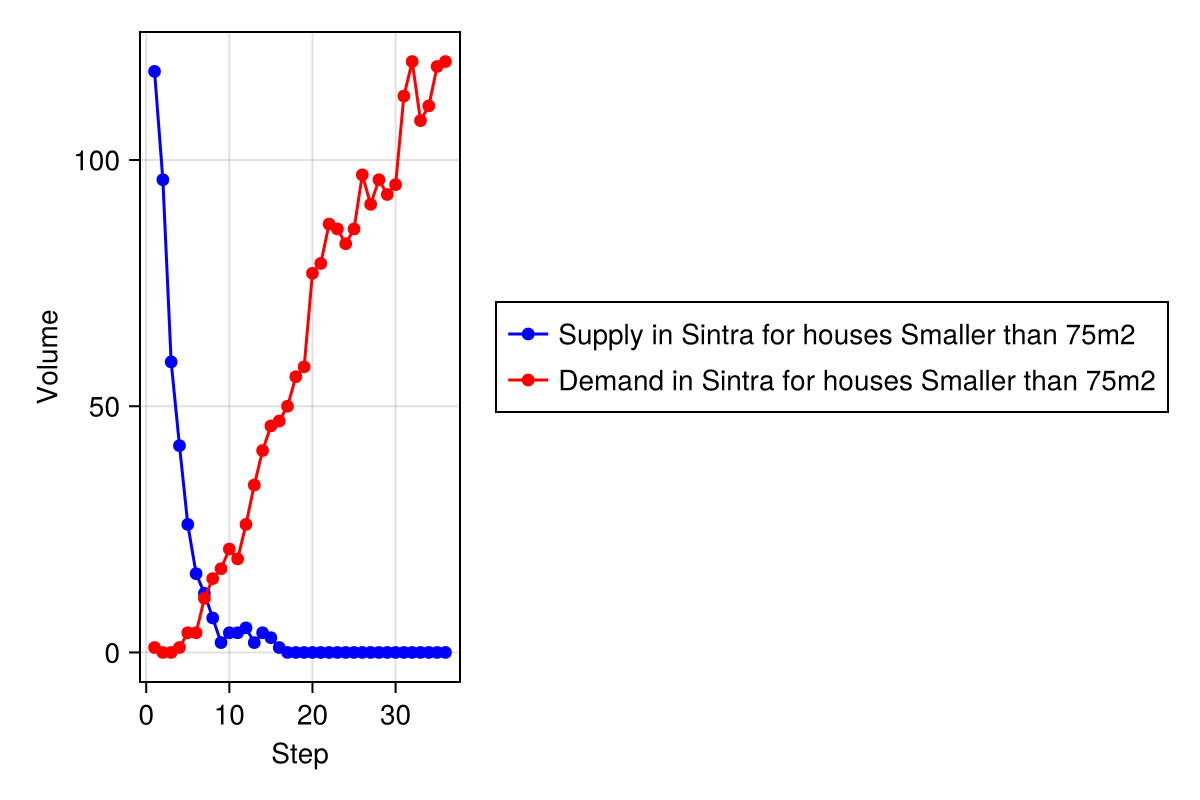 Volume
100
50
0
0 10 20 30
Step
Supply in Sintra for houses Smaller than 75m2
Demand in Sintra for houses Smaller than 75m2